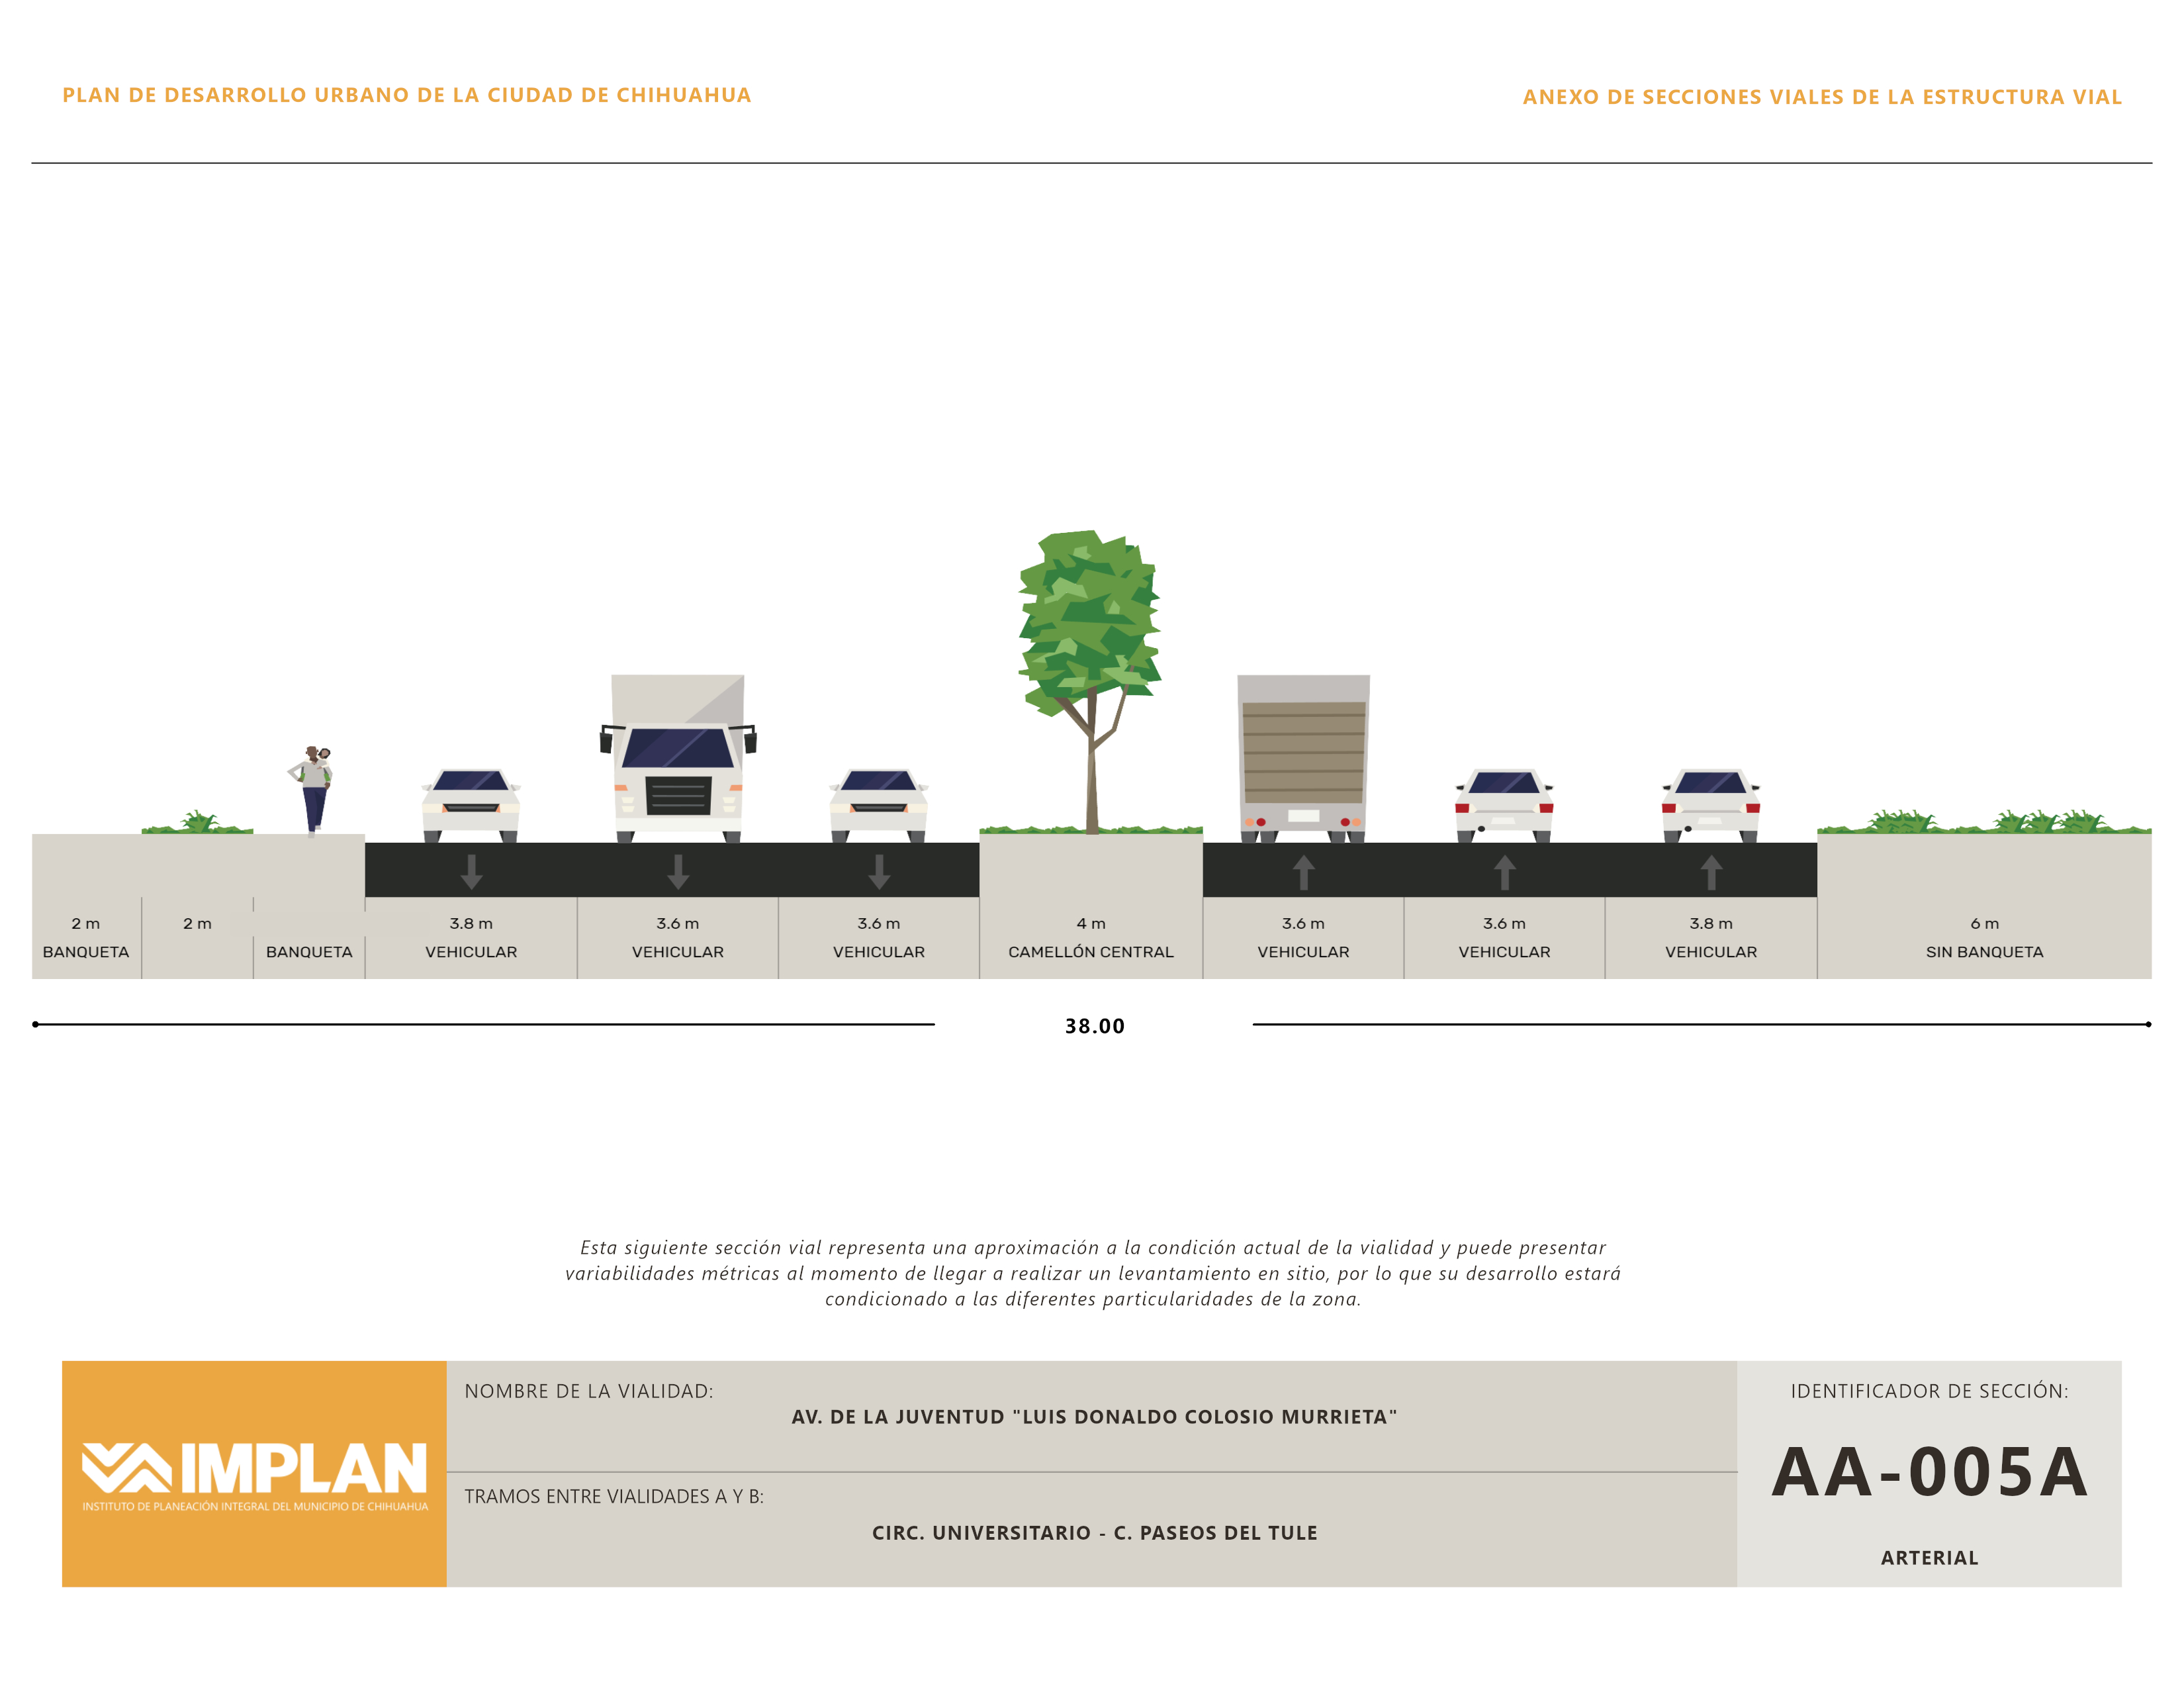 PLAN DE DESARROLLO URBANO DE LA CIUDAD DE CHIHUAHUA
ANEXO DE SECCIONES VIALES DE LA ESTRUCTURA VIAL
2 m
BANQUETA
2 m
BANQUETA
3.8 m
VEHICULAR
3.6 m
VEHICULAR
3.6 m
VEHICULAR
4 m
CAMELLÓN CENTRAL
3.6 m
VEHICULAR
3.6 m
VEHICULAR
3.8 m
VEHICULAR
6 m
SIN BANQUETA
38.00
Esta siguiente sección vial representa una aproximación a la condición actual de la vialidad y puede presentar
variabilidades métricas al momento de llegar a realizar un levantamiento en sitio, por lo que su desarrollo estará
condicionado a las diferentes particularidades de la zona.
IMPLAN
INSTITUTO DE PLANEACIÓN INTEGRAL DEL MUNICIPIO DE CHIHUAHUA
NOMBRE DE LA VIALIDAD:
AV. DE LA JUVENTUD "LUIS DONALDO COLOSIO MURRIETA"
TRAMOS ENTRE VIALIDADES A Y B:
CIRC. UNIVERSITARIO - C. PASEOS DEL TULE
IDENTIFICADOR DE SECCIÓN:
AA-005A
ARTERIAL